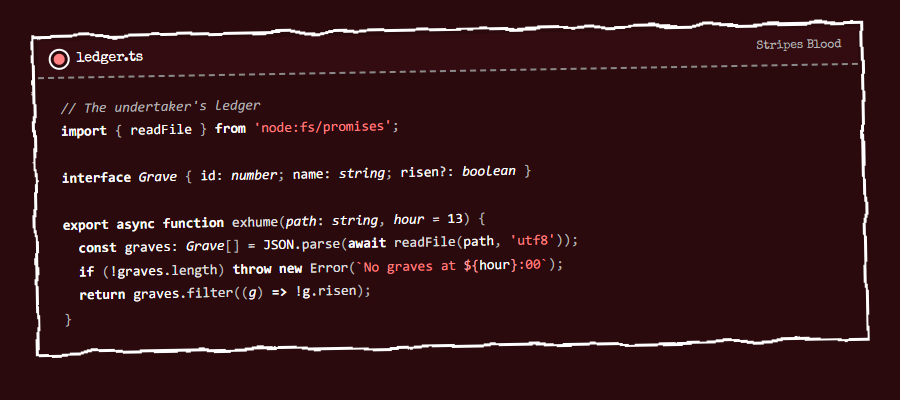 ledger.ts
Stripes Blood
// The undertaker's ledger
import { readFile } from 'node:fs/promises';
interface Grave { id: number; name: string; risen?: boolean }
export async function exhume(path: string, hour = 13) {
  const graves: Grave[] = JSON.parse(await readFile(path, 'utf8'));
  if (!graves.length) throw new Error(`No graves at ${hour}:00`);
  return graves.filter((g) => !g.risen);
}